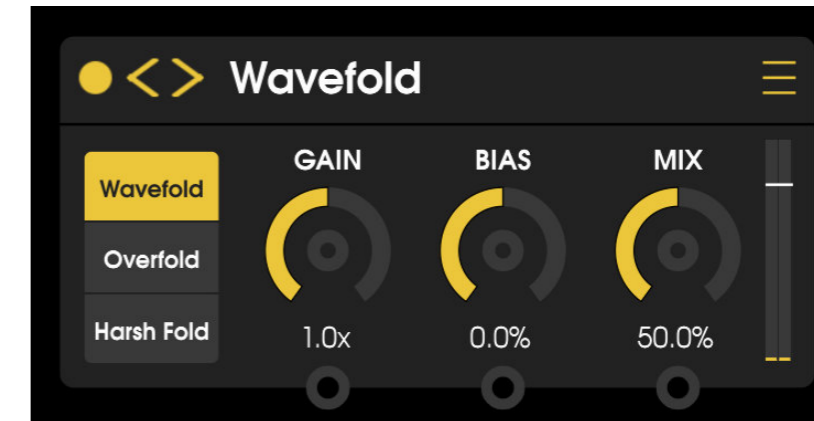 Wavefold
GAIN BIAS MIX
Wavefold
Overfold
Harsh Fold
1.0x 0.0% 50.0%